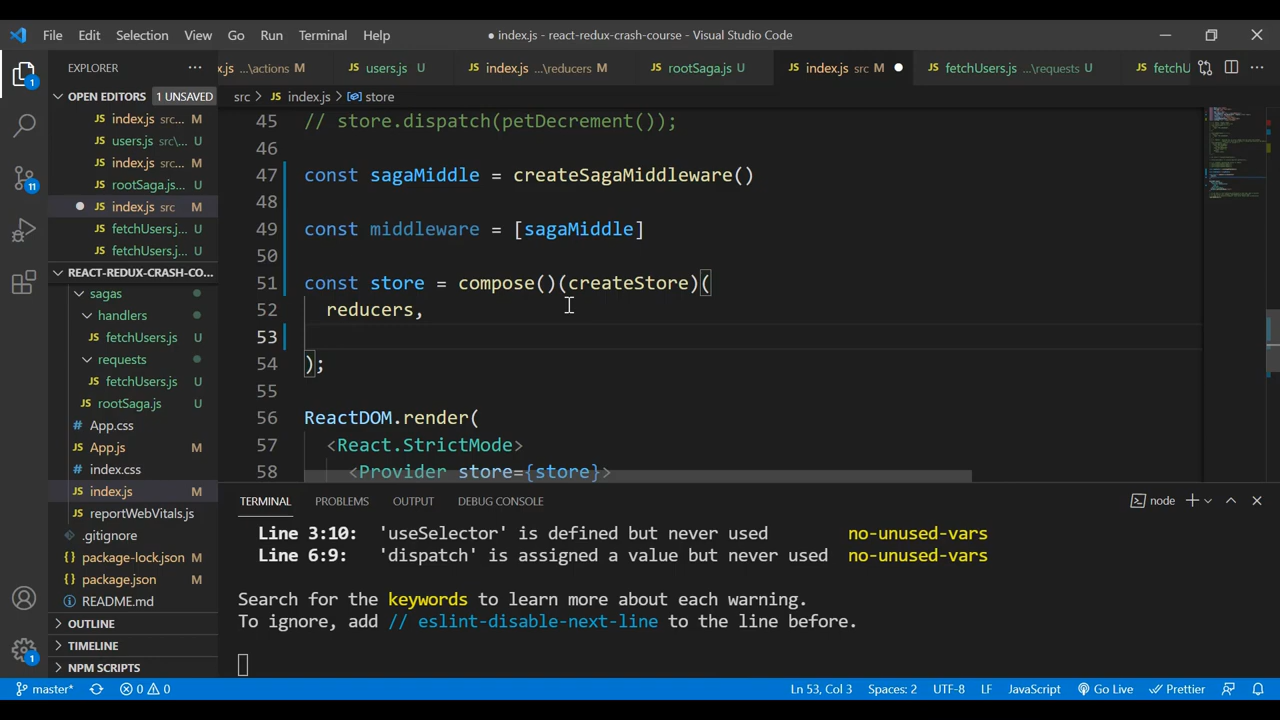 File Edit Selection View Go Run Terminal Help
● index.js - react-redux-crash-course - Visual Studio Code
EXPLORER
x.js ...\actions M
users.js U
index.js ...\reducers M
rootSaga.js U
index.js src M
fetchUsers.js ...\requests U
fetchU
OPEN EDITORS 1 UNSAVED
index.js src... M
users.js src\... U
index.js src... M
rootSaga.js... U
index.js src M
fetchUsers.j... U
fetchUsers.j... U
REACT-REDUX-CRASH-CO...
sagas
handlers
fetchUsers.js U
requests
fetchUsers.js U
rootSaga.js U
App.css
App.js M
index.css
index.js M
reportWebVitals.js
.gitignore
package-lock.json M
package.json M
README.md
OUTLINE
TIMELINE
NPM SCRIPTS
1
11
1
src > JS index.js > store
45 // store.dispatch(petDecrement());
46
47 const sagaMiddle = createSagaMiddleware()
48
49 const middleware = [sagaMiddle]
50
51 const store = compose()(createStore)(
52 reducers,
53
54 );
55
56 ReactDOM.render(
57 <React.StrictMode>
58 <Provider store={store}>
TERMINAL PROBLEMS OUTPUT DEBUG CONSOLE
node
Line 3:10: 'useSelector' is defined but never used no-unused-vars
Line 6:9: 'dispatch' is assigned a value but never used no-unused-vars
Search for the keywords to learn more about each warning.
To ignore, add // eslint-disable-next-line to the line before.
master* 0 0 Ln 53, Col 3 Spaces: 2 UTF-8 LF JavaScript Go Live Prettier